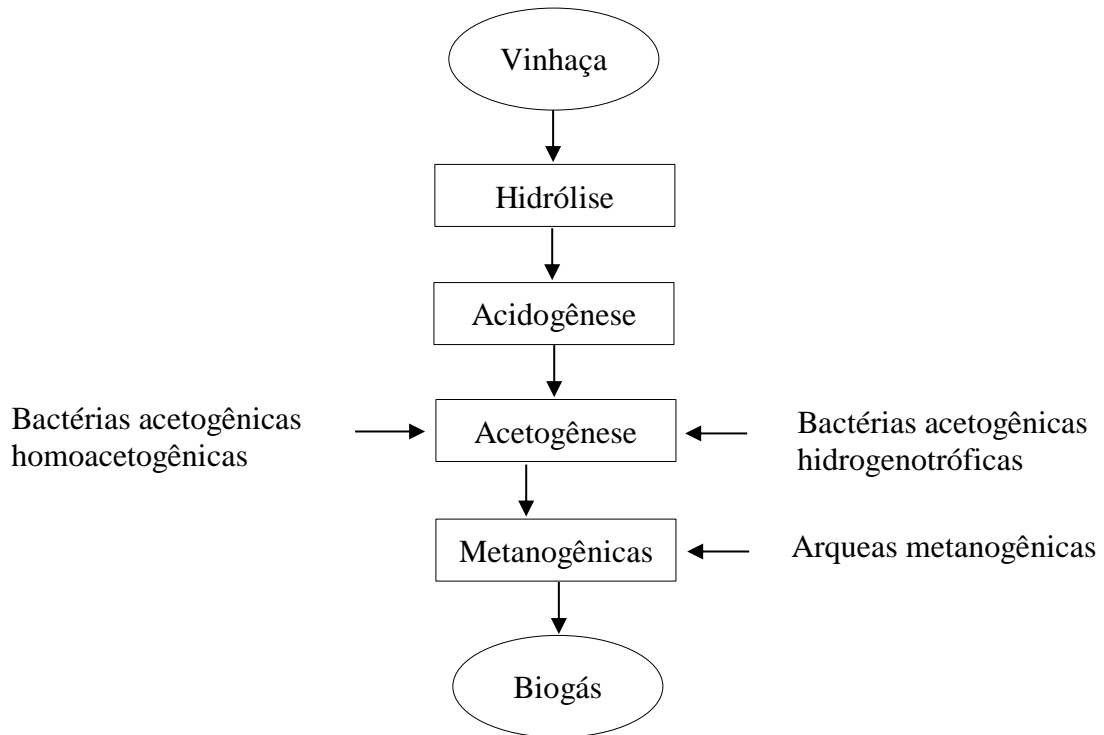 Vinhaça
Hidrólise
Acidogênese
Bactérias acetogênicas
homoacetogênicas
Acetogênese
Bactérias acetogênicas
hidrogenotróficas
Metanogênicas
Arqueas metanogênicas
Biogás